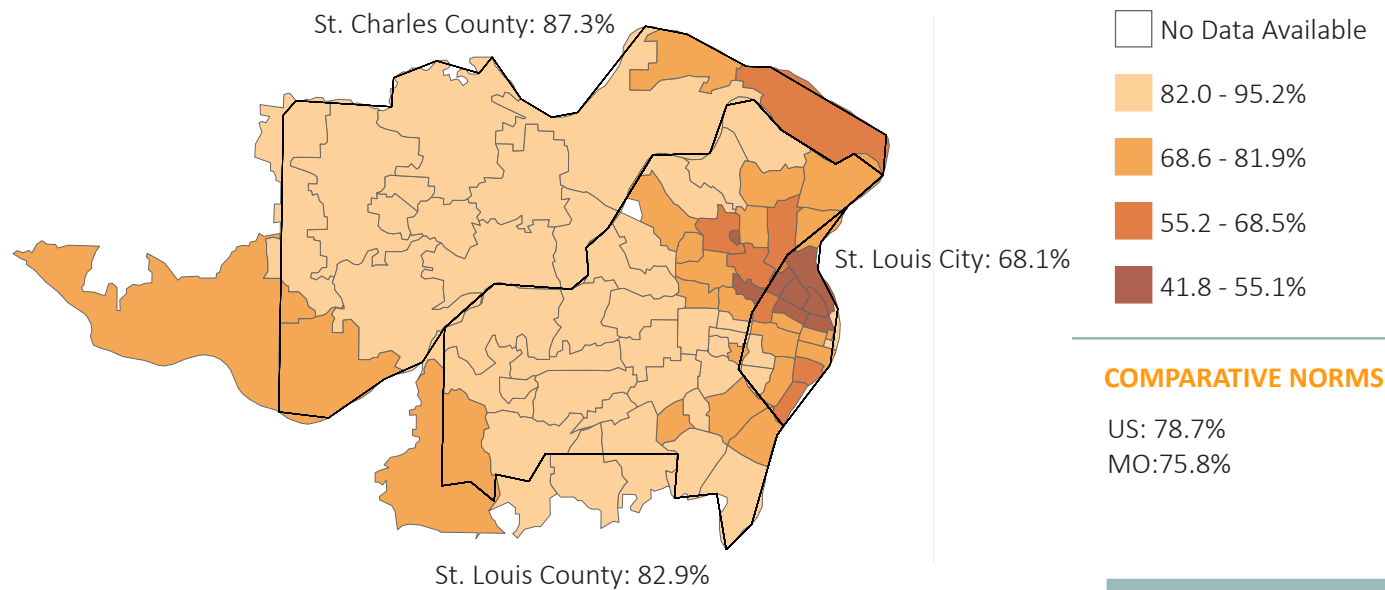 St. Charles County: 87.3%
No Data Available
82.0 - 95.2%
68.6 - 81.9%
55.2 - 68.5%
St. Louis City: 68.1%
41.8 - 55.1%
COMPARATIVE NORMS
US: 78.7%
MO:75.8%
St. Louis County: 82.9%